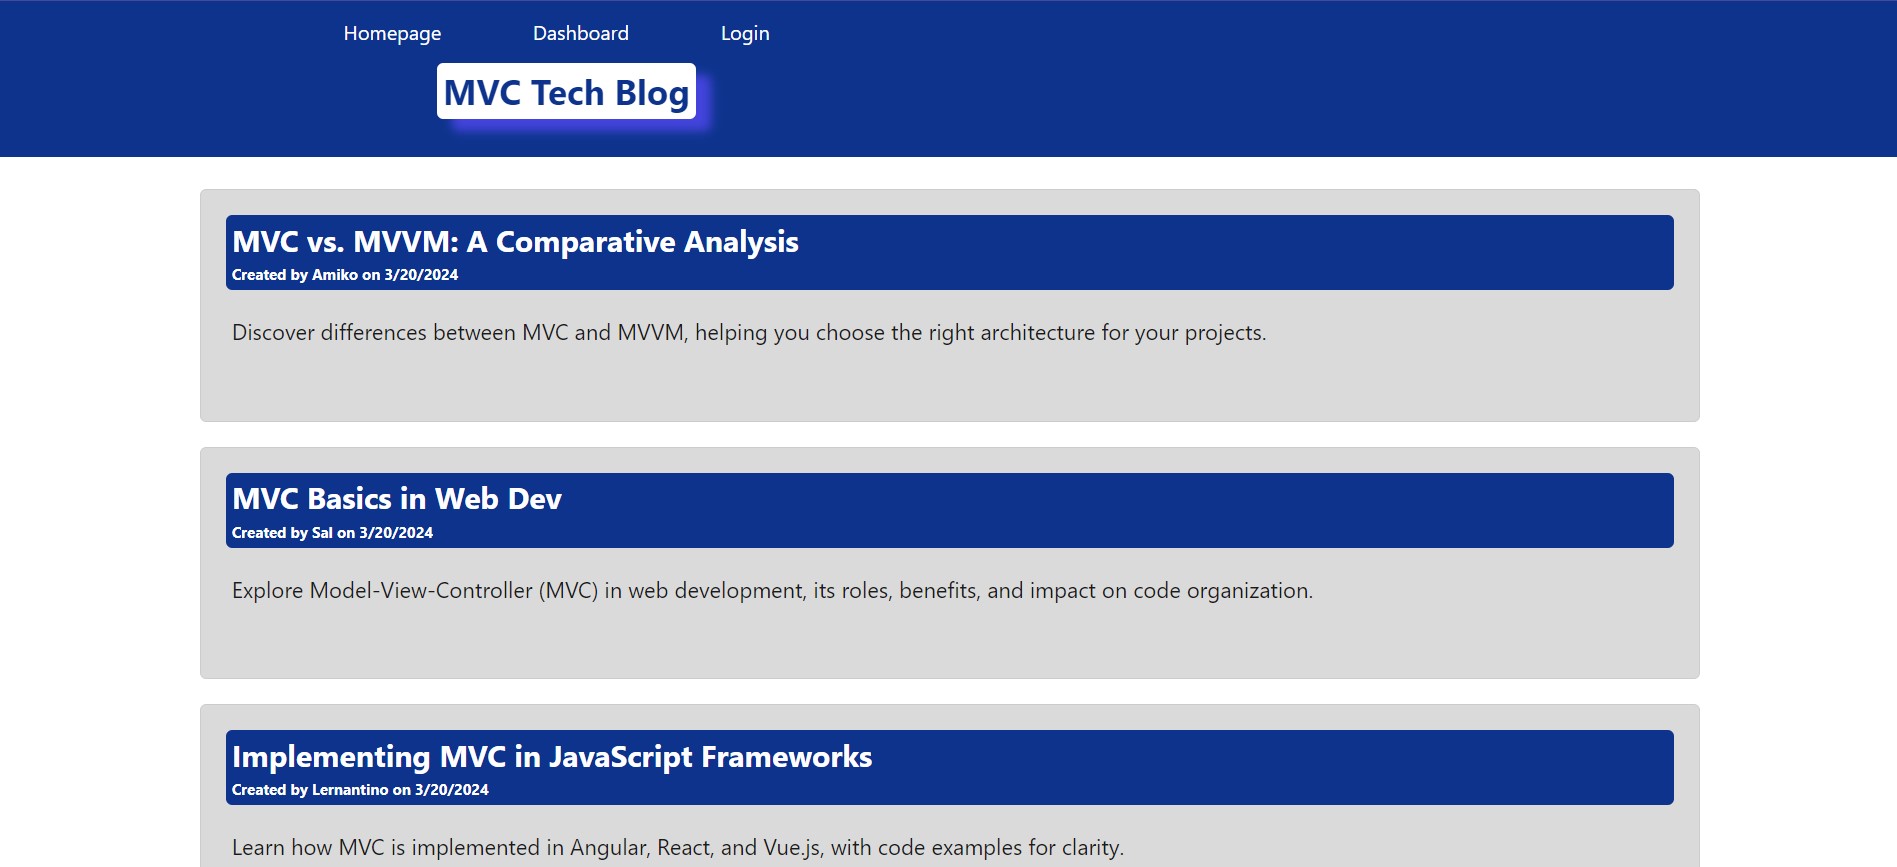 Homepage Dashboard Login
MVC Tech Blog
MVC vs. MVVM: A Comparative Analysis
Created by Amiko on 3/20/2024
Discover differences between MVC and MVVM, helping you choose the right architecture for your projects.
MVC Basics in Web Dev
Created by Sal on 3/20/2024
Explore Model-View-Controller (MVC) in web development, its roles, benefits, and impact on code organization.
Implementing MVC in JavaScript Frameworks
Created by Lernantino on 3/20/2024
Learn how MVC is implemented in Angular, React, and Vue.js, with code examples for clarity.